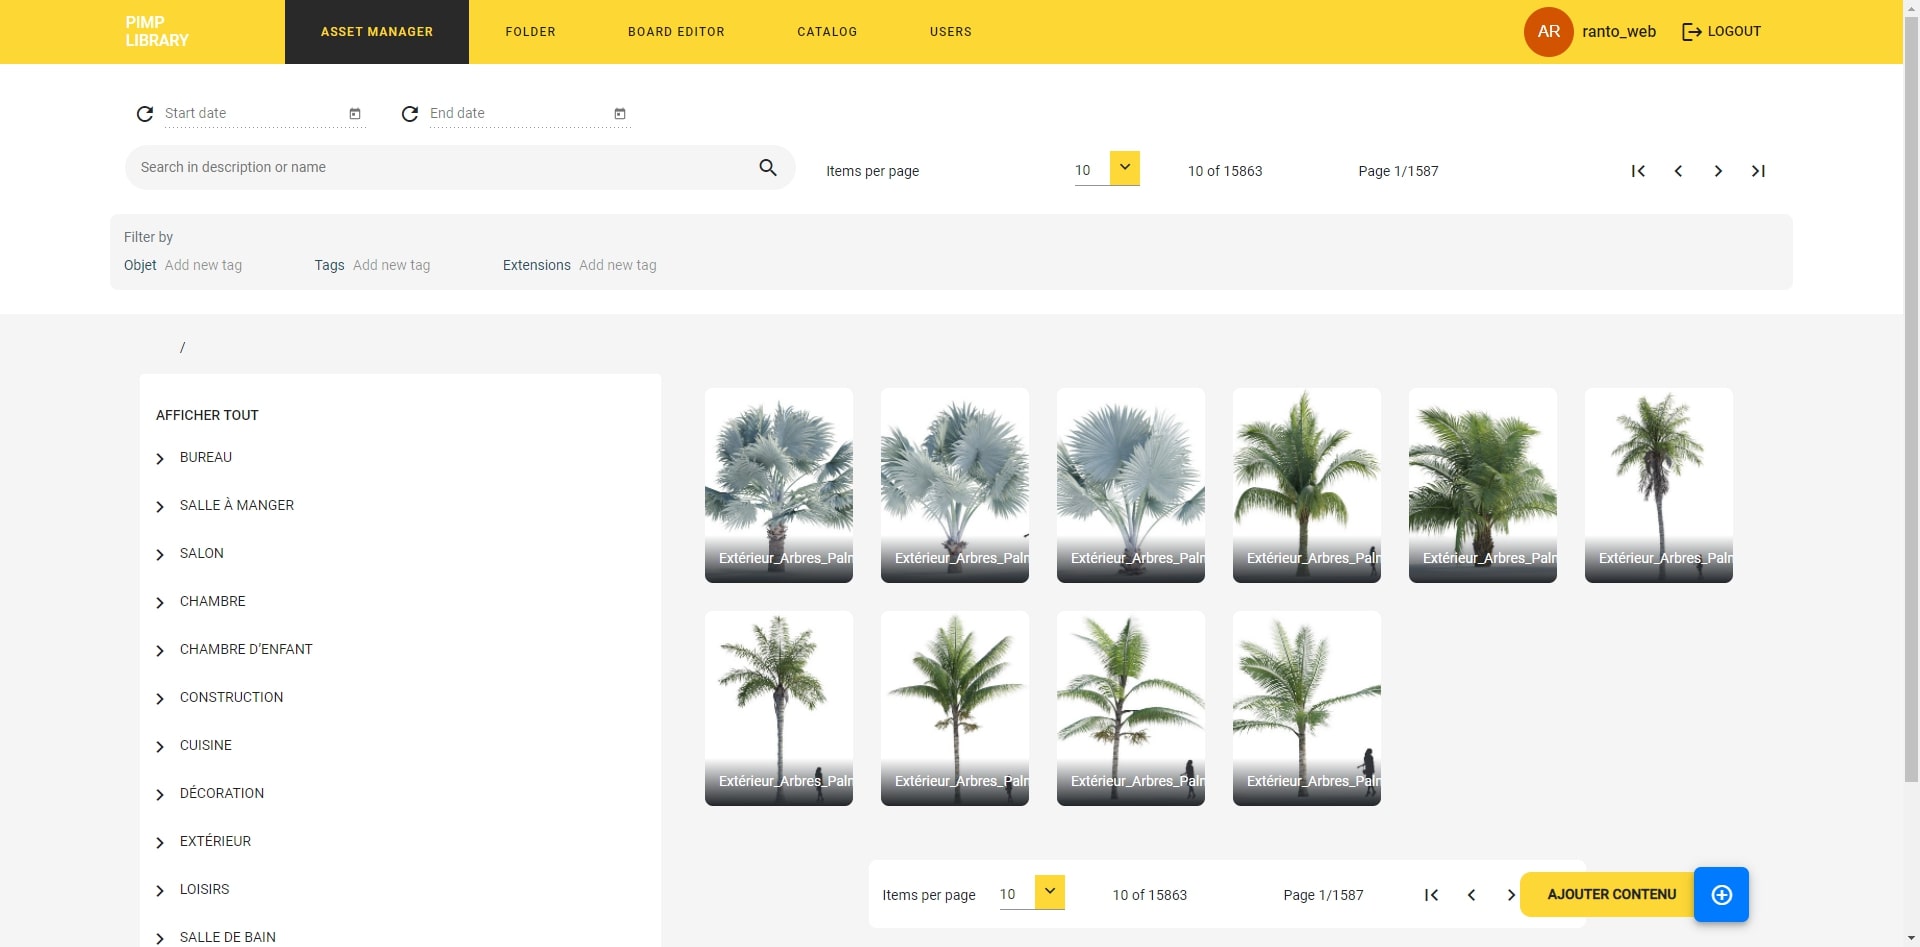 PIMP
LIBRARY
ASSET MANAGER
FOLDER
BOARD EDITOR
CATALOG
USERS
AR
ranto_web
LOGOUT
Start date
End date
Search in description or name
Items per page
10
10 of 15863
Page 1/1587
Filter by
Objet Add new tag
Tags Add new tag
Extensions Add new tag
/
AFFICHER TOUT
BUREAU
SALLE À MANGER
SALON
CHAMBRE
CHAMBRE D'ENFANT
CONSTRUCTION
CUISINE
DÉCORATION
EXTÉRIEUR
LOISIRS
SALLE DE BAIN
Extérieur_Arbres_Palm
Extérieur_Arbres_Palm
Extérieur_Arbres_Palm
Extérieur_Arbres_Palm
Extérieur_Arbres_Palm
Extérieur_Arbres_Palm
Extérieur_Arbres_Palm
Extérieur_Arbres_Palm
Extérieur_Arbres_Palm
Extérieur_Arbres_Palm
Items per page
10
10 of 15863
Page 1/1587
AJOUTER CONTENU